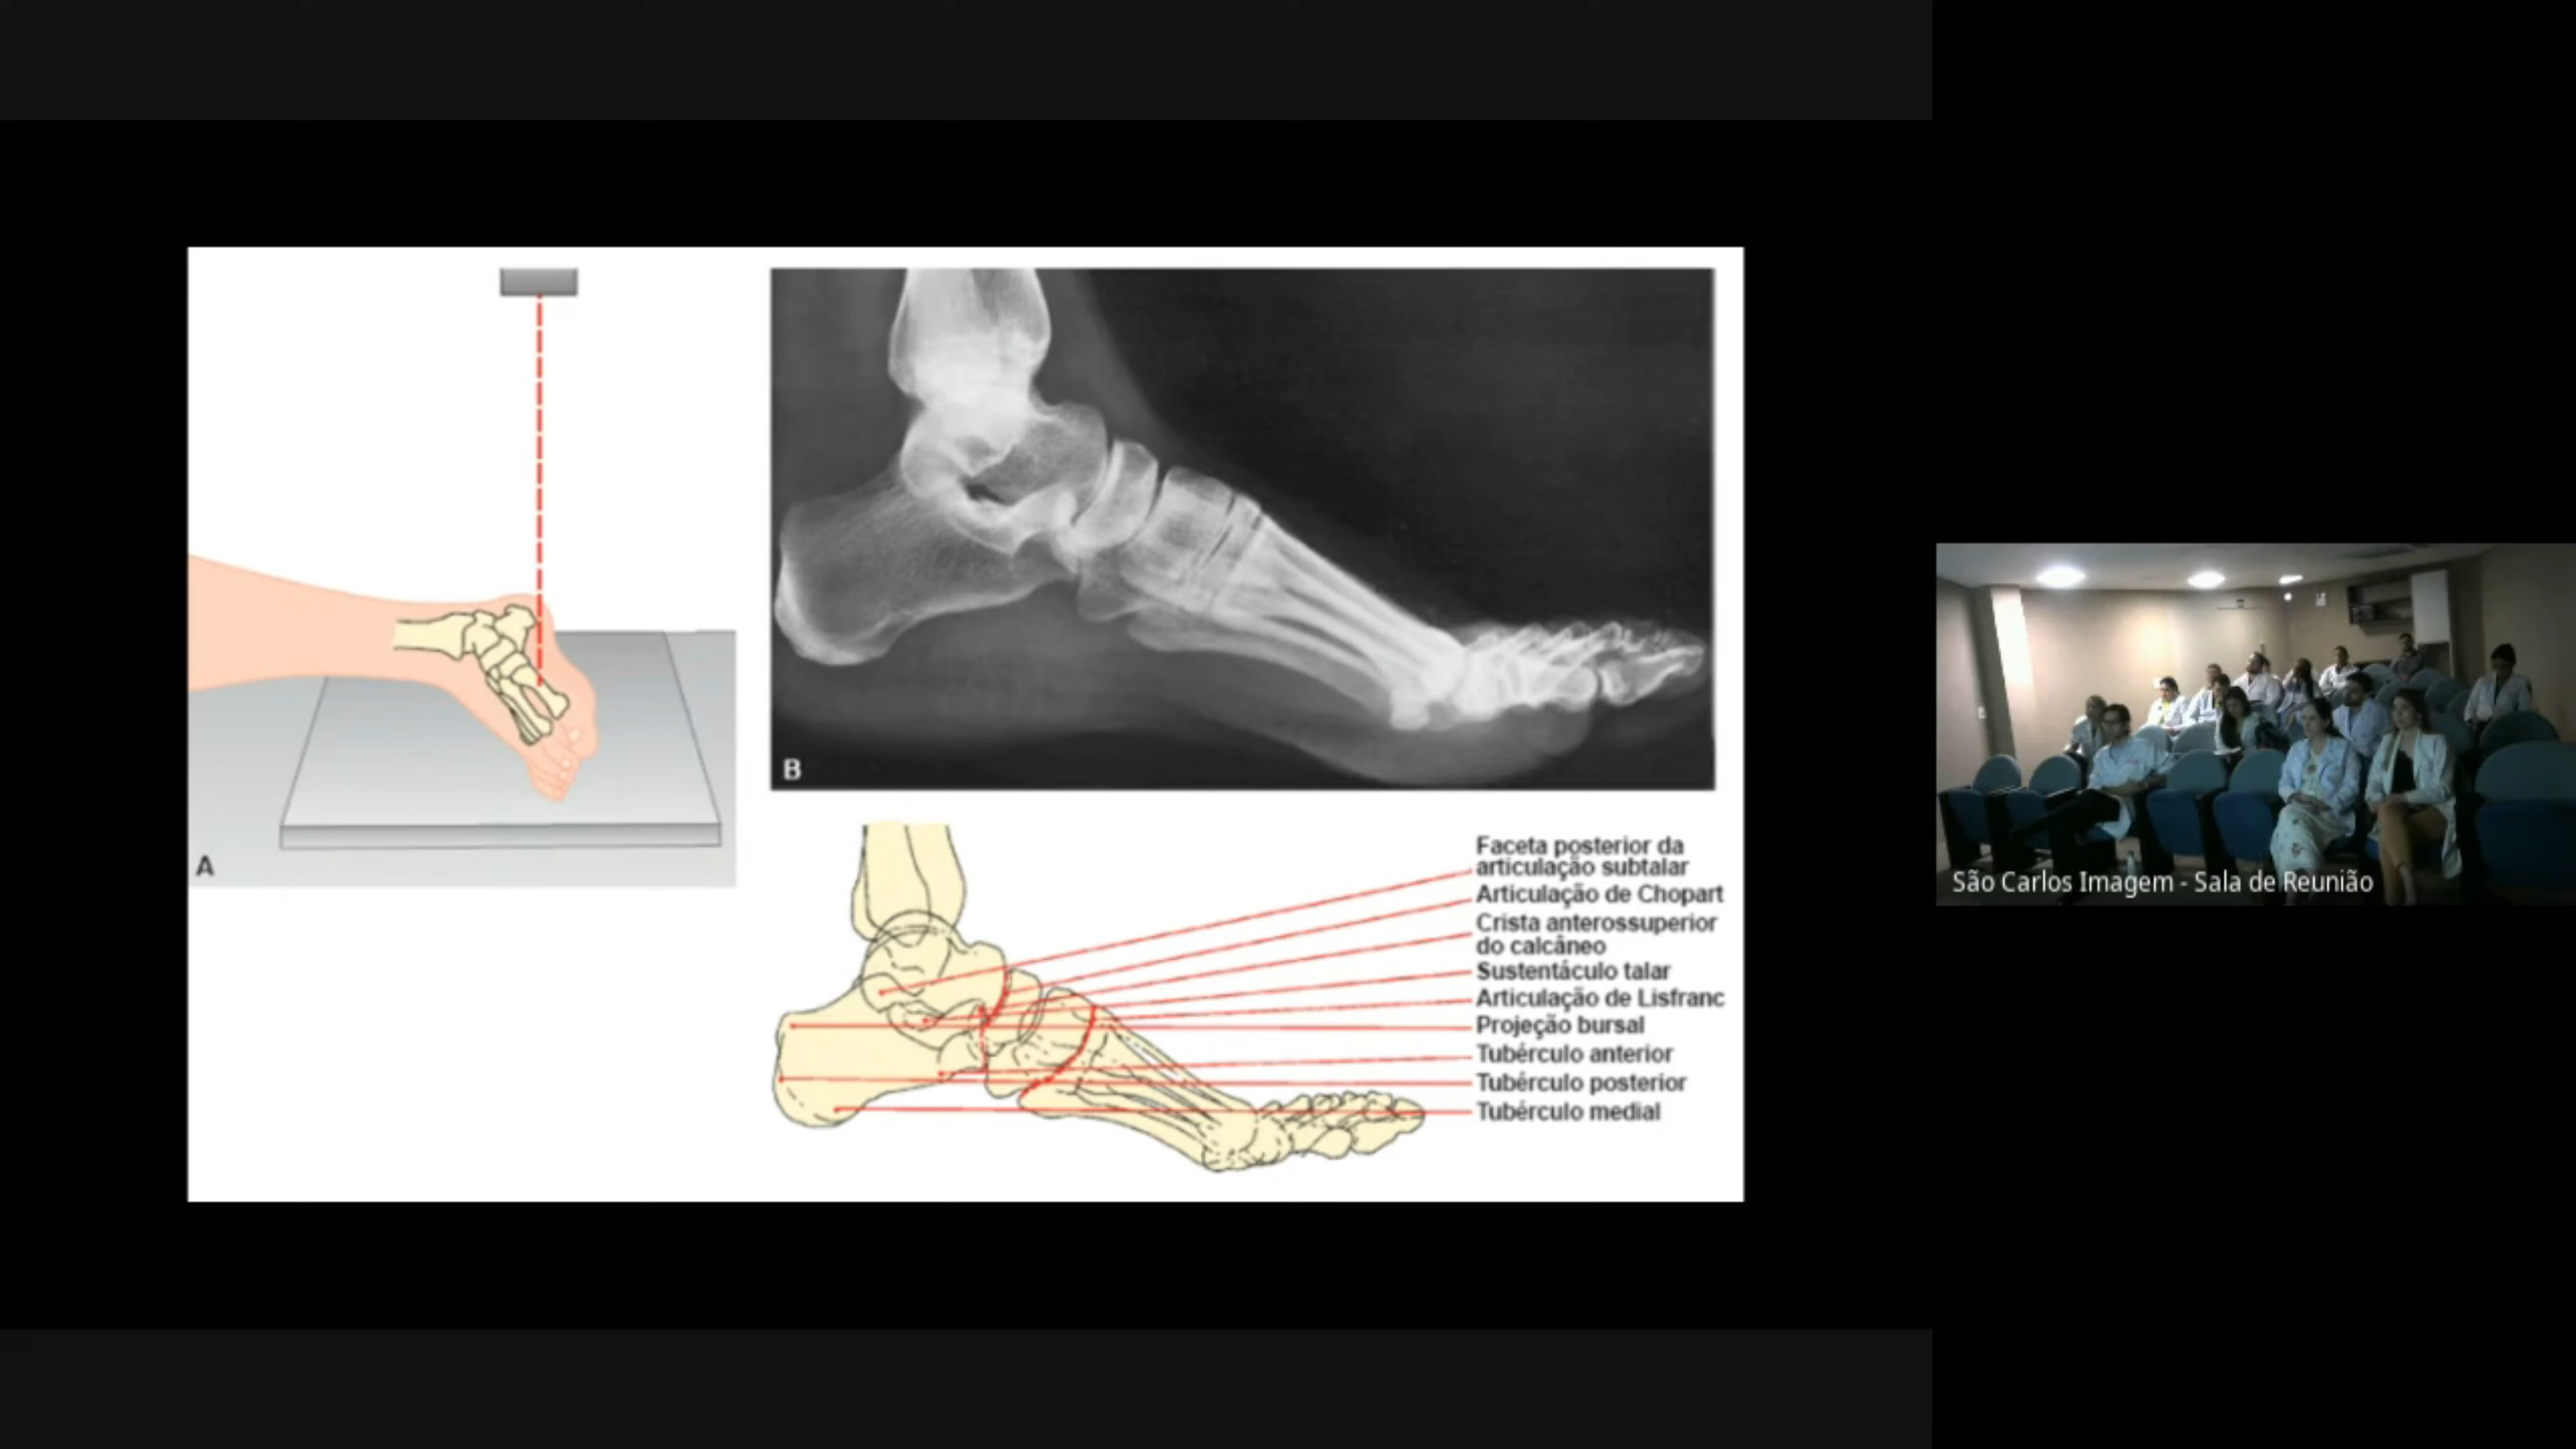 A
B
Faceta posterior da
articulação subtalar
Articulação de Chopart
Crista anterossuperior
do calcâneo
Sustentáculo talar
Articulação de Lisfranc
Projeção bursal
Tubérculo anterior
Tubérculo posterior
Tubérculo medial
São Carlos Imagem - Sala de Reunião